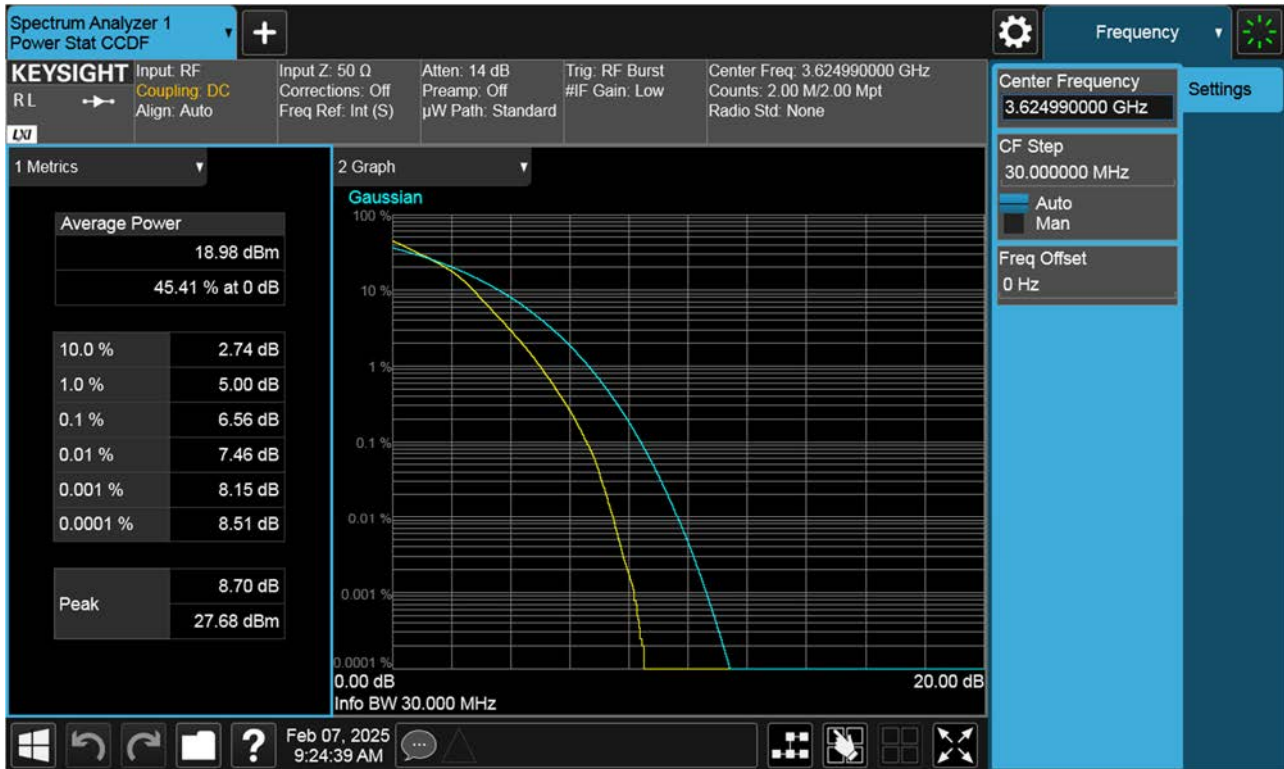 Spectrum Analyzer 1
Power Stat CCDF
Frequency
KEYSIGHT
RL
LXI
Input: RF
Coupling: DC
Align: Auto
Input Z: 50 Ω
Corrections: Off
Freq Ref: Int (S)
Atten: 14 dB
Preamp: Off
µW Path: Standard
Trig: RF Burst
#IF Gain: Low
Center Freq: 3.624990000 GHz
Counts: 2.00 M/2.00 Mpt
Radio Std: None
Center Frequency
3.624990000 GHz
Settings
CF Step
30.000000 MHz
Auto
Man
Freq Offset
0 Hz
1 Metrics
Average Power
18.98 dBm
45.41 % at 0 dB
10.0 % 2.74 dB
1.0 % 5.00 dB
0.1 % 6.56 dB
0.01 % 7.46 dB
0.001 % 8.15 dB
0.0001 % 8.51 dB
Peak
8.70 dB
27.68 dBm
2 Graph
Gaussian
100 %
10 %
1 %
0.1 %
0.01 %
0.001 %
0.0001 %
0.00 dB
20.00 dB
Info BW 30.000 MHz
?
Feb 07, 2025
9:24:39 AM